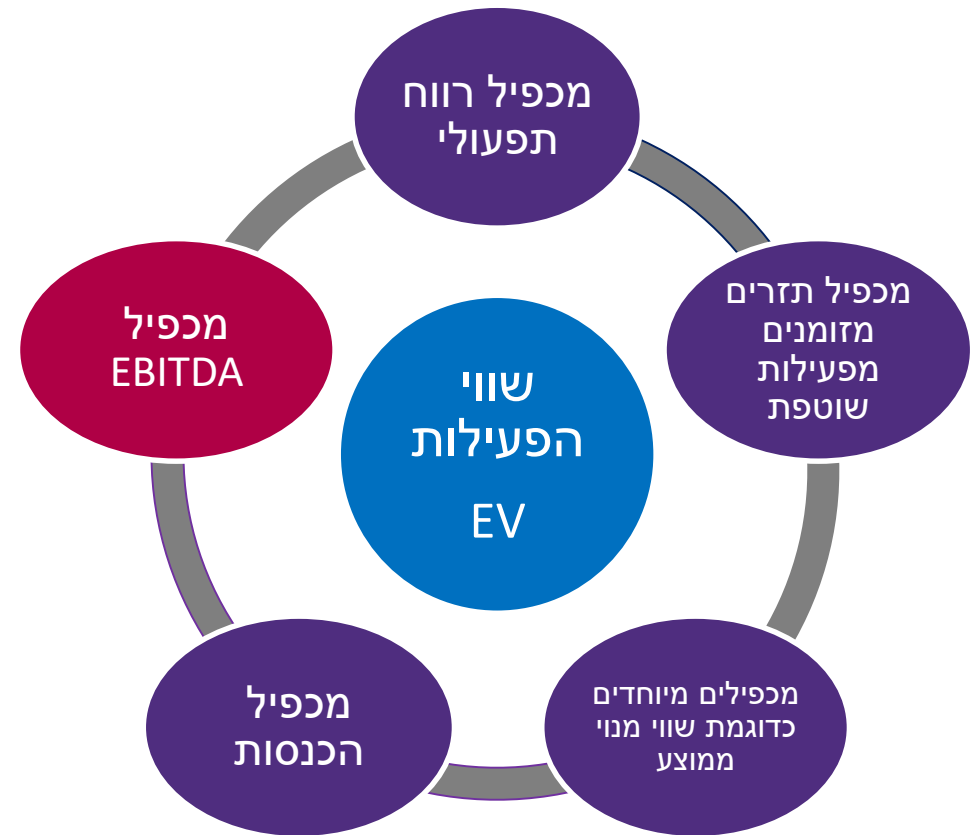 מכפיל רווח
תפעולי
מכפיל תזרים
מזומנים
מפעילות
שוטפת
מכפילים מיוחדים
כדוגמת שווי מנוי
ממוצע
מכפיל
הכנסות
מכפיל
EBITDA
שווי
הפעילות
EV